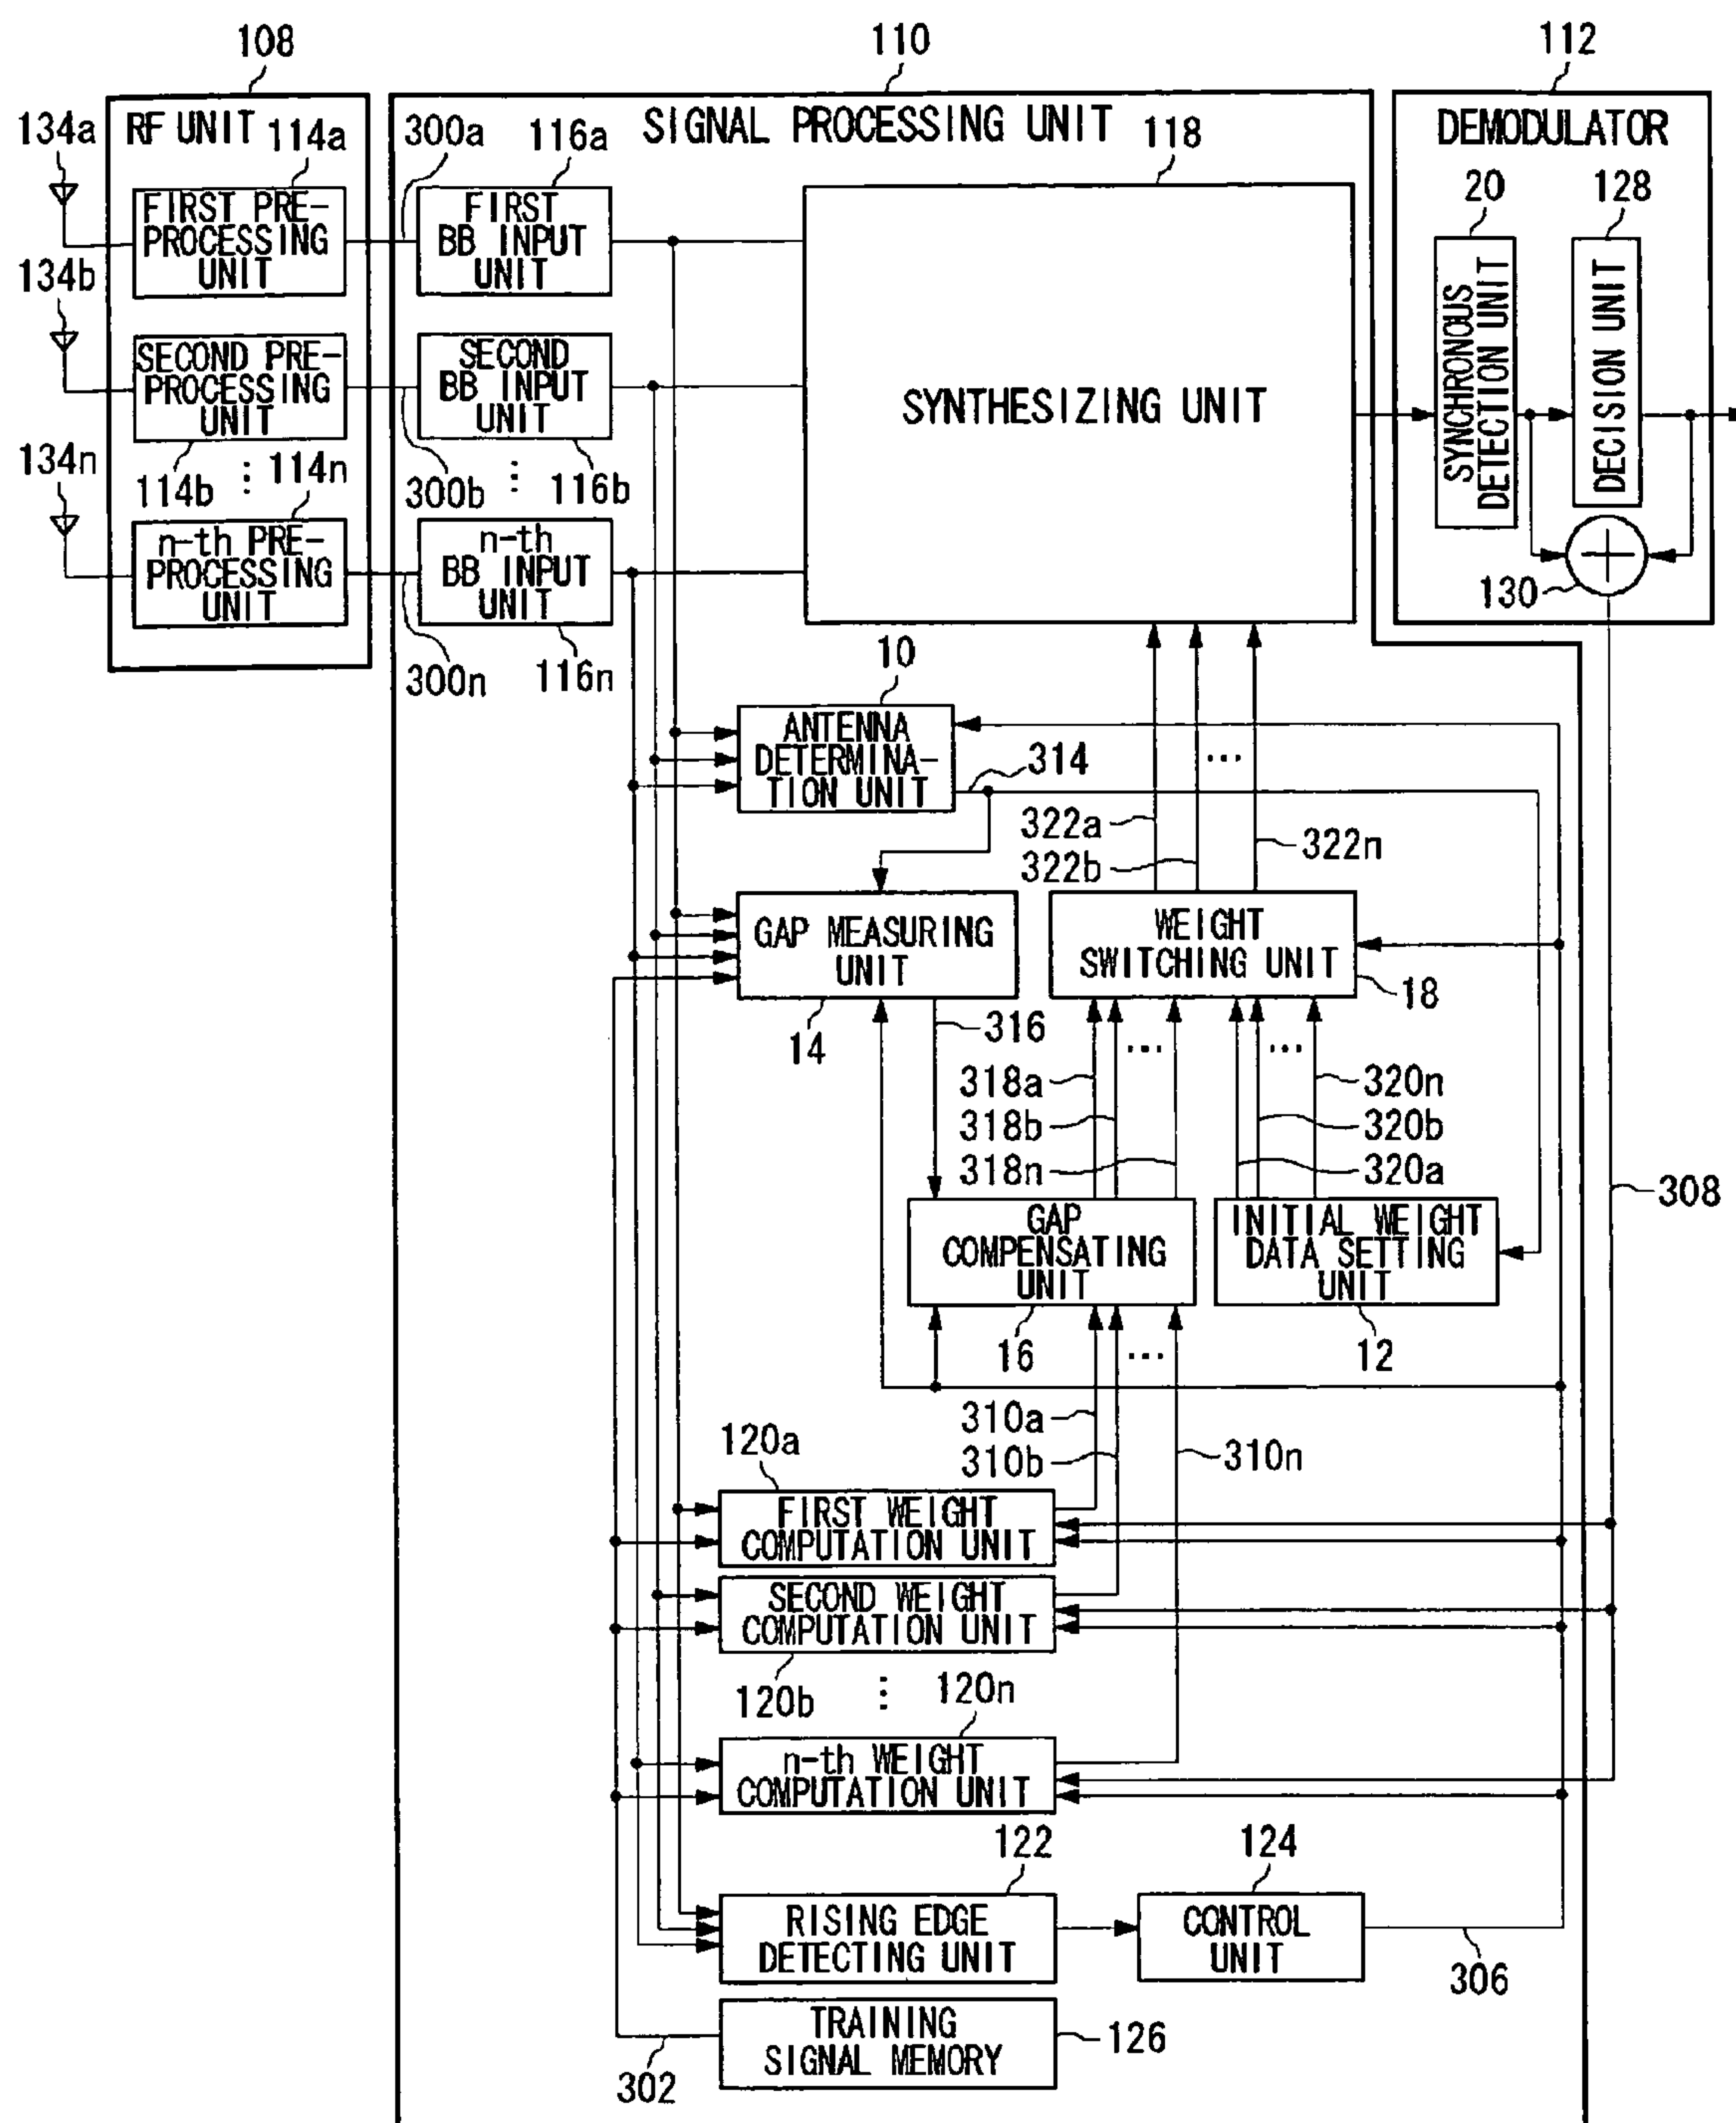 108
110
112
134a
RF UNIT
114a
300a
116a
SIGNAL PROCESSING UNIT
118
DEMODULATOR
20
128
FIRST PRE-
PROCESSING
UNIT
FIRST
BB INPUT
UNIT
134b
SECOND PRE-
PROCESSING
UNIT
SECOND
BB INPUT
UNIT
SYNTHESIZING UNIT
SYNCHRONOUS
DETECTION UNIT
DECISION UNIT
134n
114b
⋮
114n
300b
⋮
116b
n-th PRE-
PROCESSING
UNIT
n-th
BB INPUT
UNIT
130
300n
116n
10
ANTENNA
DETERMINA-
TION UNIT
314
...
322a
322b
322n
GAP MEASURING
UNIT
WEIGHT
SWITCHING UNIT
14
316
18
...
...
318a
318b
318n
320n
320b
320a
308
GAP
COMPENSATING
UNIT
INITIAL WEIGHT
DATA SETTING
UNIT
16
...
12
310a
310b
310n
120a
FIRST WEIGHT
COMPUTATION UNIT
SECOND WEIGHT
COMPUTATION UNIT
120b
⋮
120n
n-th WEIGHT
COMPUTATION UNIT
122
124
RISING EDGE
DETECTING UNIT
CONTROL
UNIT
306
TRAINING
SIGNAL MEMORY
126
302